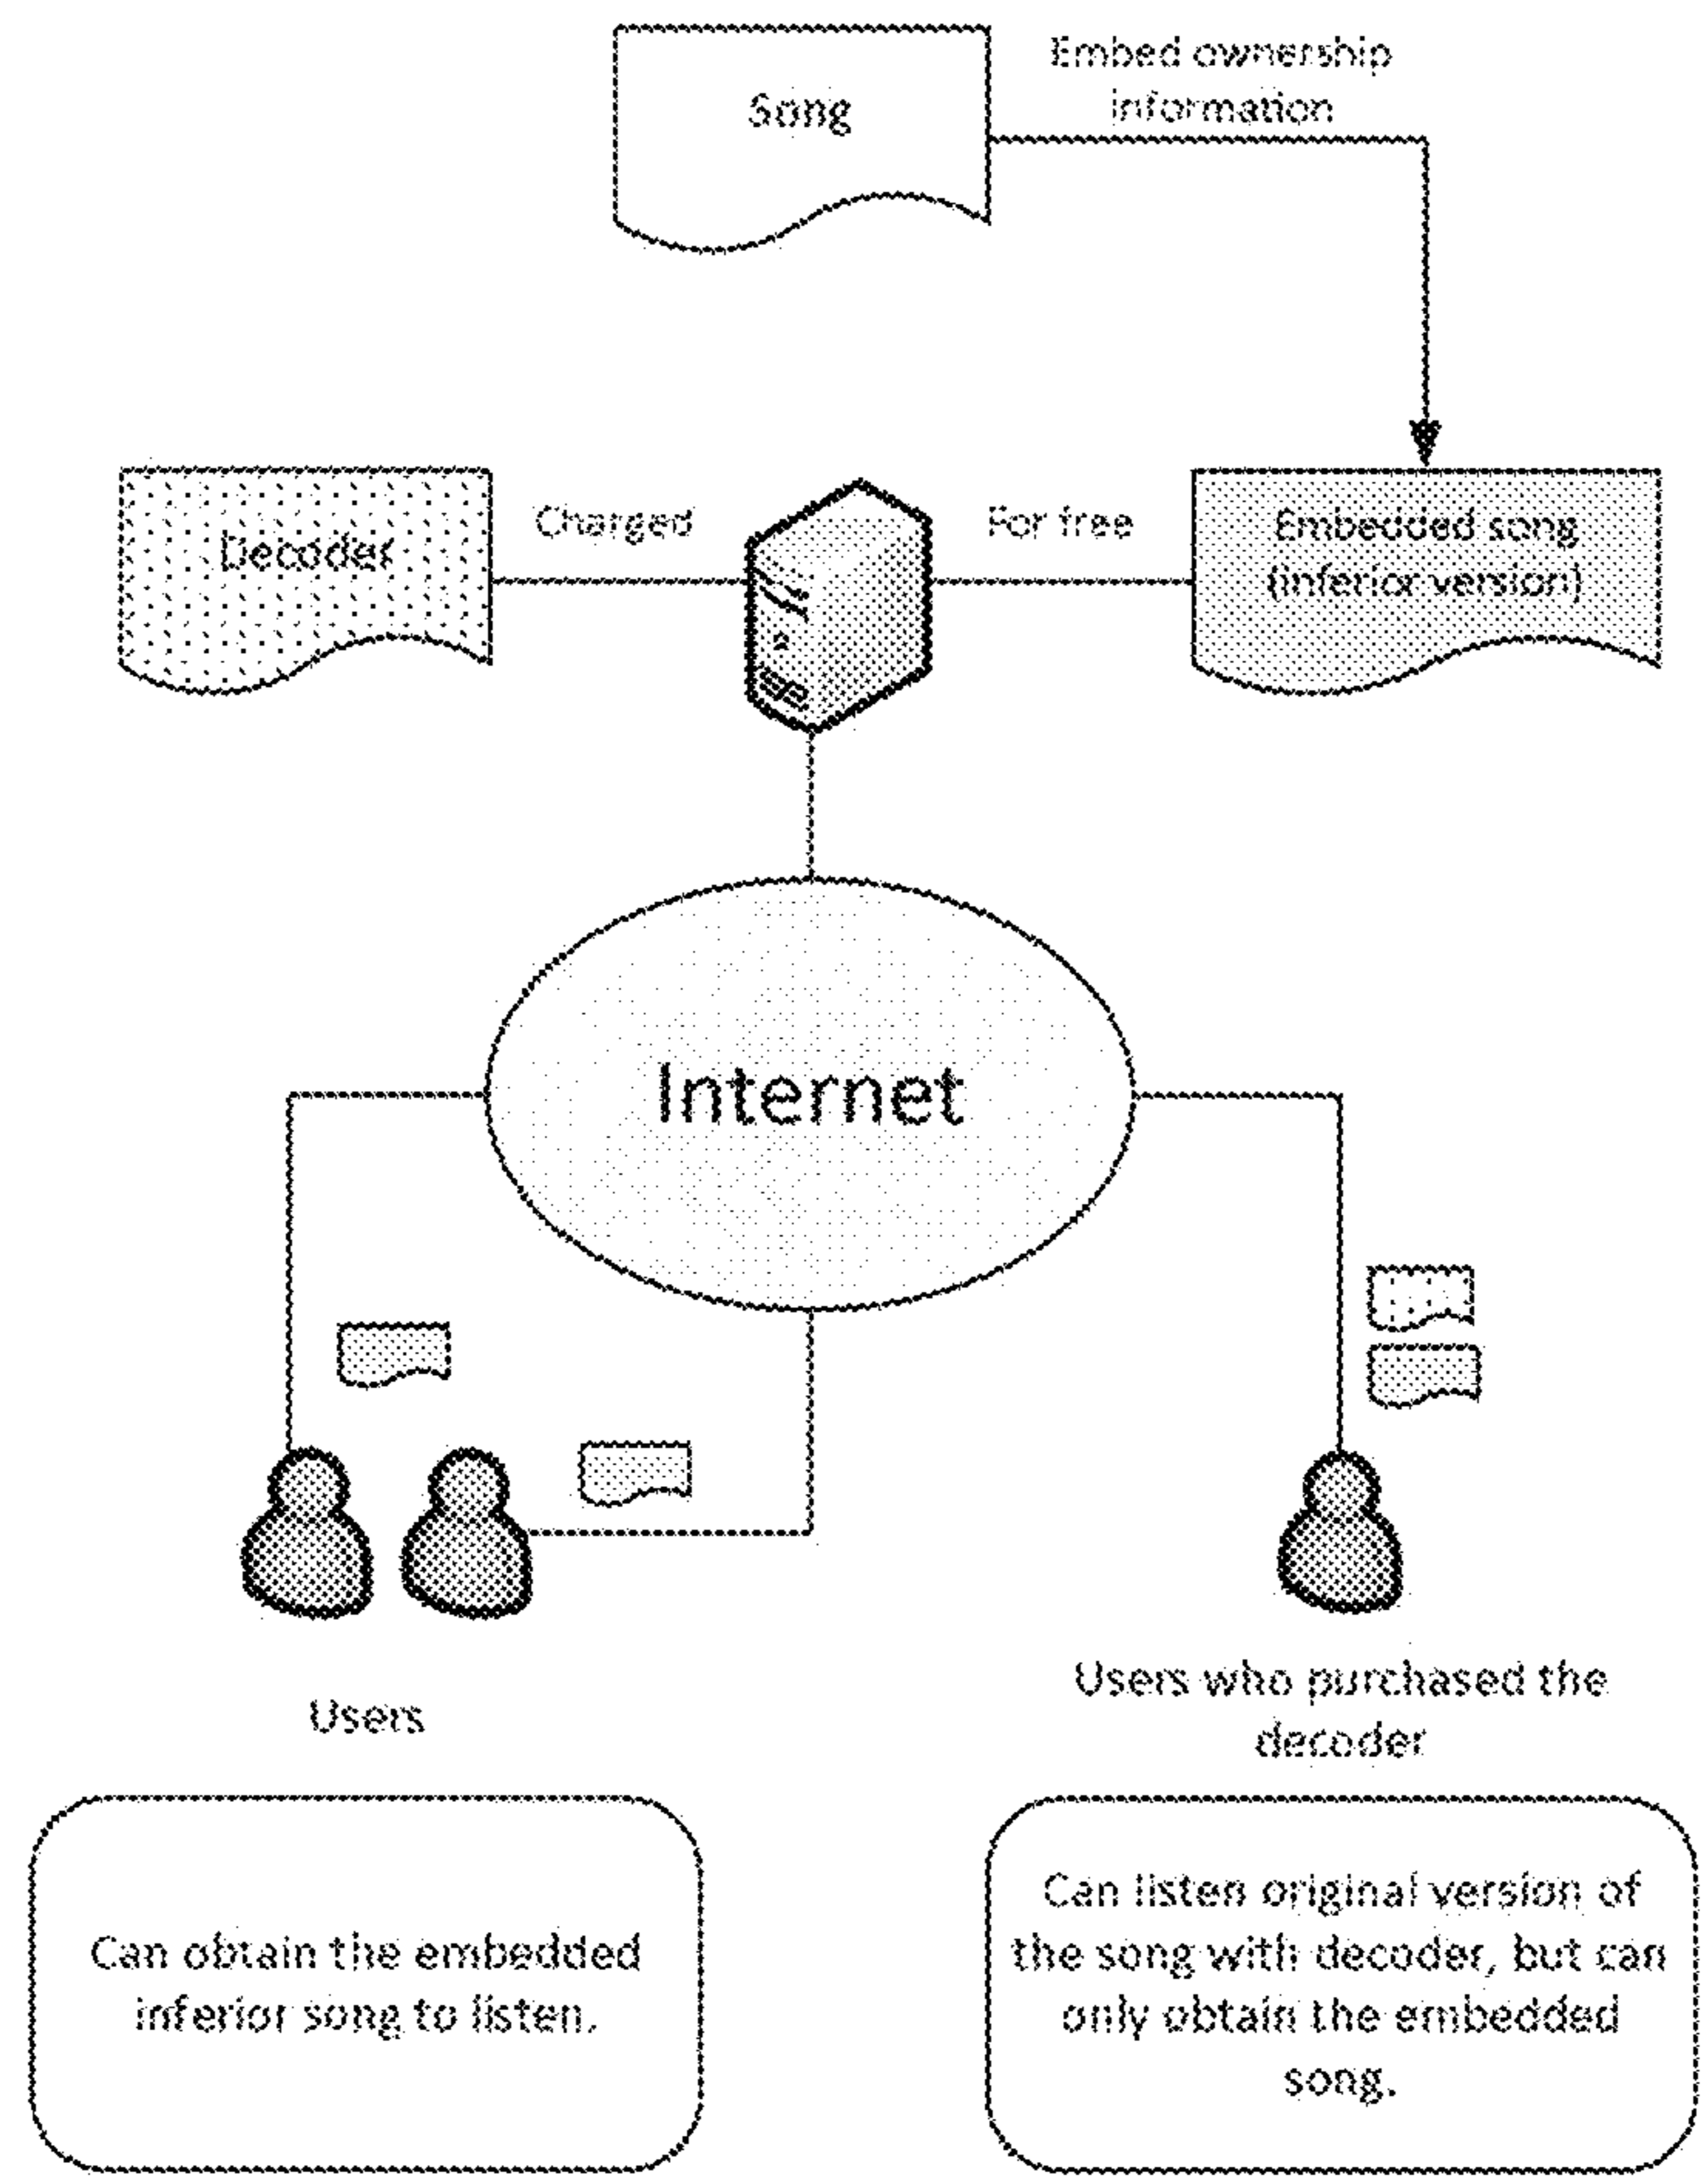 Song
Embed ownership
information
Decoder
Charged
For free
Embedded song
(inferior version)
Internet
Users
Users who purchased the
decoder
Can obtain the embedded
inferior song to listen.
Can listen original version of
the song with decoder, but can
only obtain the embedded
song.